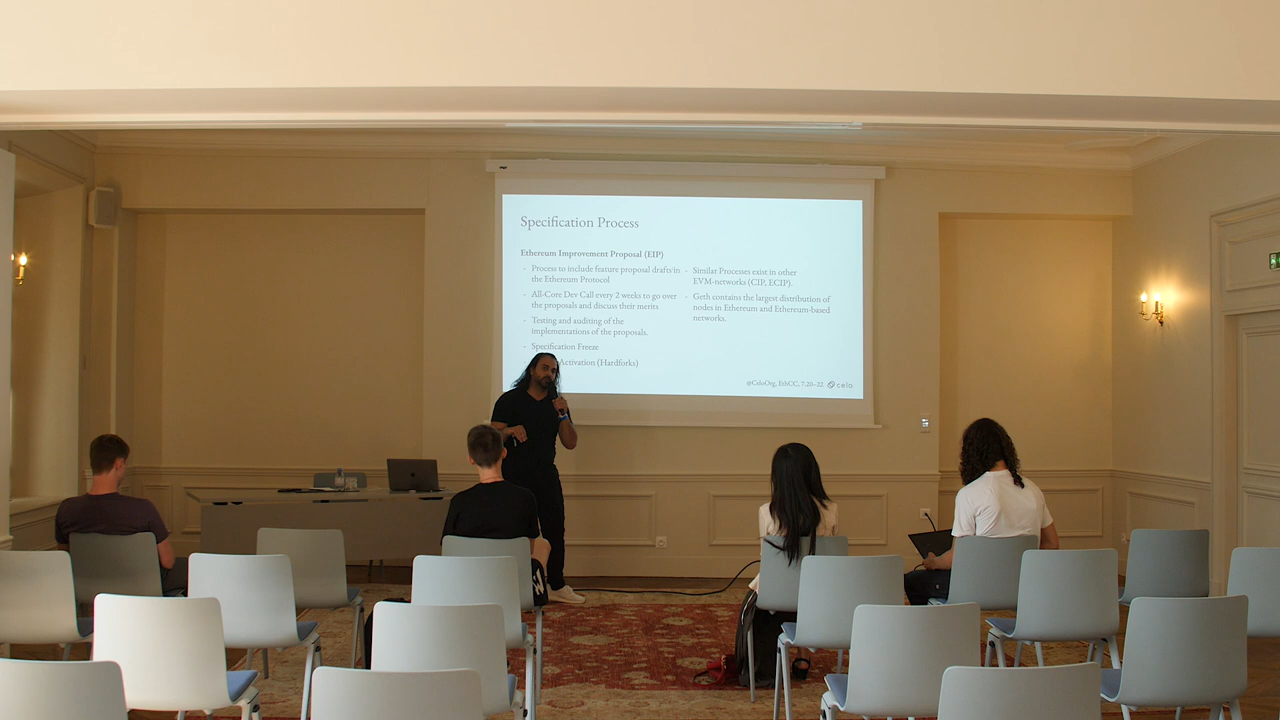 Specification Process
Ethereum Improvement Proposal (EIP)
- Process to include feature proposal drafts in
the Ethereum Protocol
- All-Core Dev Call every 2 weeks to go over
the proposals and discuss their merits
- Testing and auditing of the
implementations of the proposals.
- Specification Freeze
Activation (Hardforks)
- Similar Processes exist in other
EVM-networks (CIP, ECIP).
- Geth contains the largest distribution of
nodes in Ethereum and Ethereum-based
networks.
@CeloOrg, EthCC, 7.20-22 celo